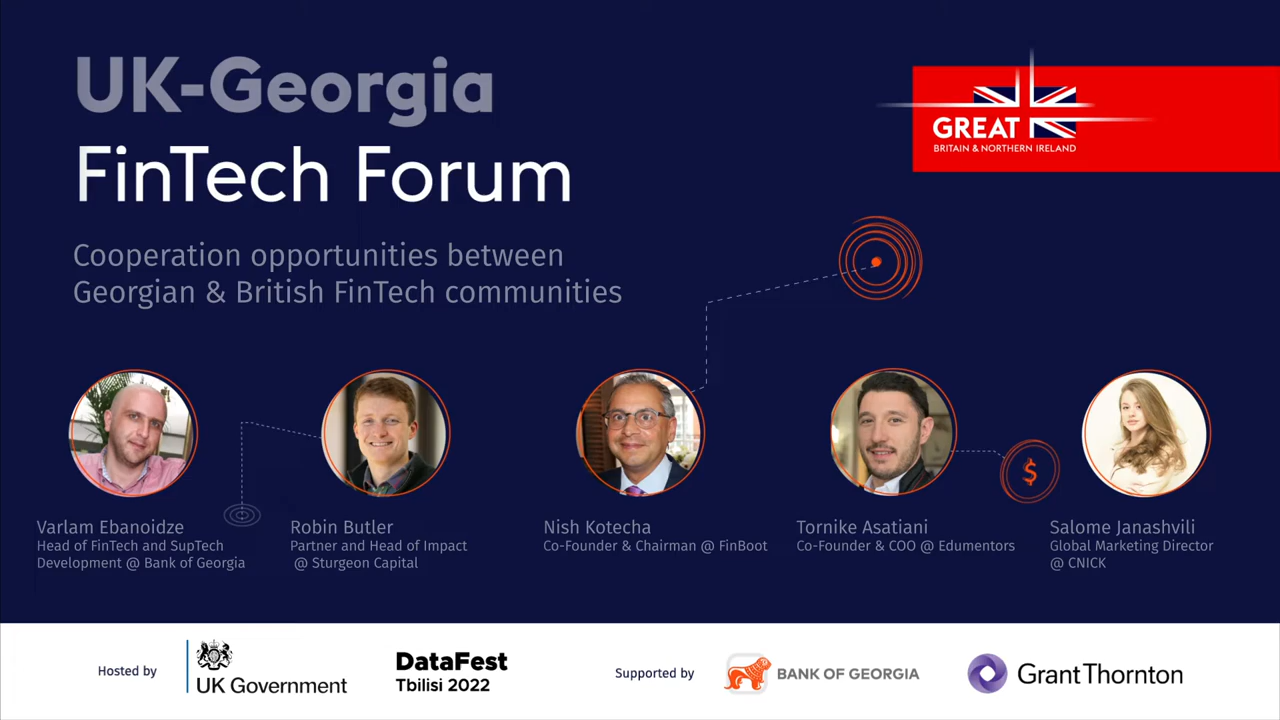 UK-Georgia
FinTech Forum
Cooperation opportunities between
Georgian & British FinTech communities
GREAT
BRITAIN & NORTHERN IRELAND
$
Varlam Ebanoidze
Head of FinTech and SupTech
Development @ Bank of Georgia
Robin Butler
Partner and Head of Impact
@ Sturgeon Capital
Nish Kotecha
Co-Founder & Chairman @ FinBoot
Tornike Asatiani
Co-Founder & COO @ Edumentors
Salome Janashvili
Global Marketing Director
@ CNICK
Hosted by
UK Government
DataFest
Tbilisi 2022
Supported by
BANK OF GEORGIA
GrantThornton